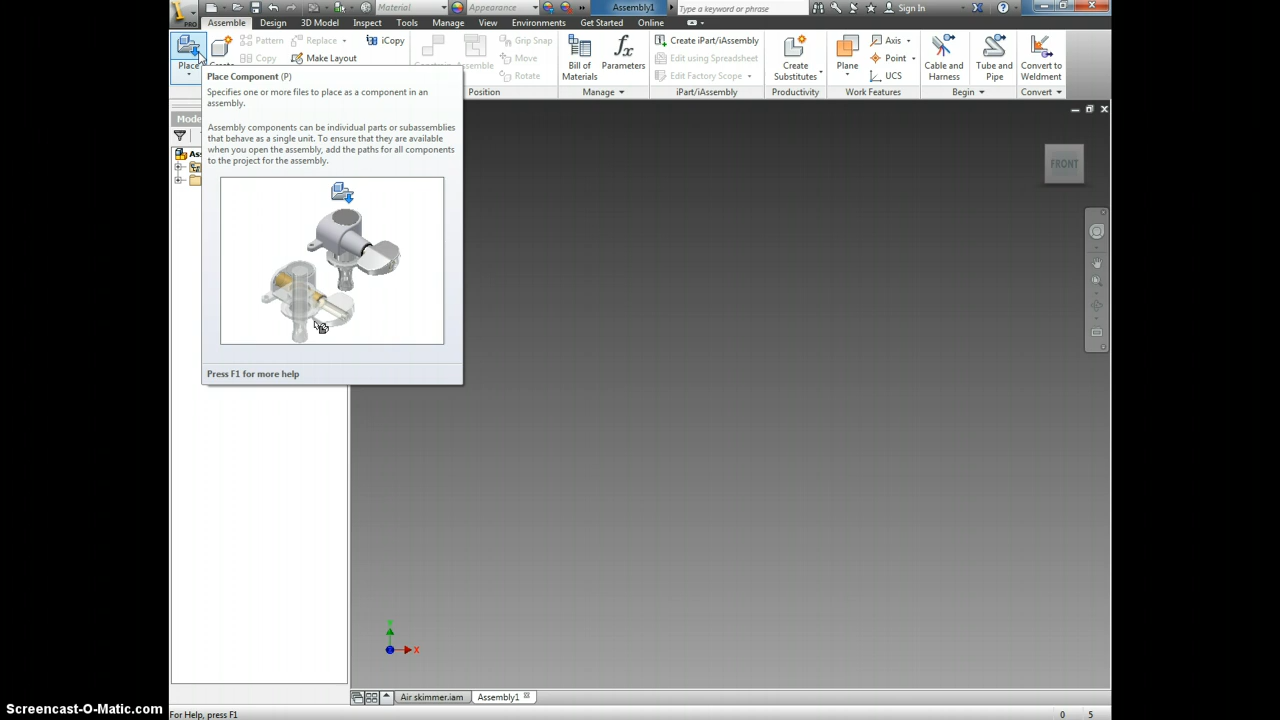 Material
Appearance
Assembly1
Type a keyword or phrase
Sign In
PRO
Assemble
Design
3D Model
Inspect
Tools
Manage
View
Environments
Get Started
Online
Place
Pattern
Copy
Replace
Make Layout
iCopy
Grip Snap
Move
Rotate
Bill of
Materials
Parameters
Create iPart/iAssembly
Edit using Spreadsheet
Edit Factory Scope
Create
Substitutes
Plane
Axis
Point
UCS
Cable and
Harness
Tube and
Pipe
Convert to
Weldment
Position
Manage
iPart/iAssembly
Productivity
Work Features
Begin
Convert
Place Component (P)
Specifies one or more files to place as a component in an
assembly.
Assembly components can be individual parts or subassemblies
that behave as a single unit. To ensure that they are available
when you open the assembly, add the paths for all components
to the project for the assembly.
Press F1 for more help
FRONT
X
Air skimmer.iam
Assembly1
Screencast-O-Matic.com
For Help, press F1
0
5